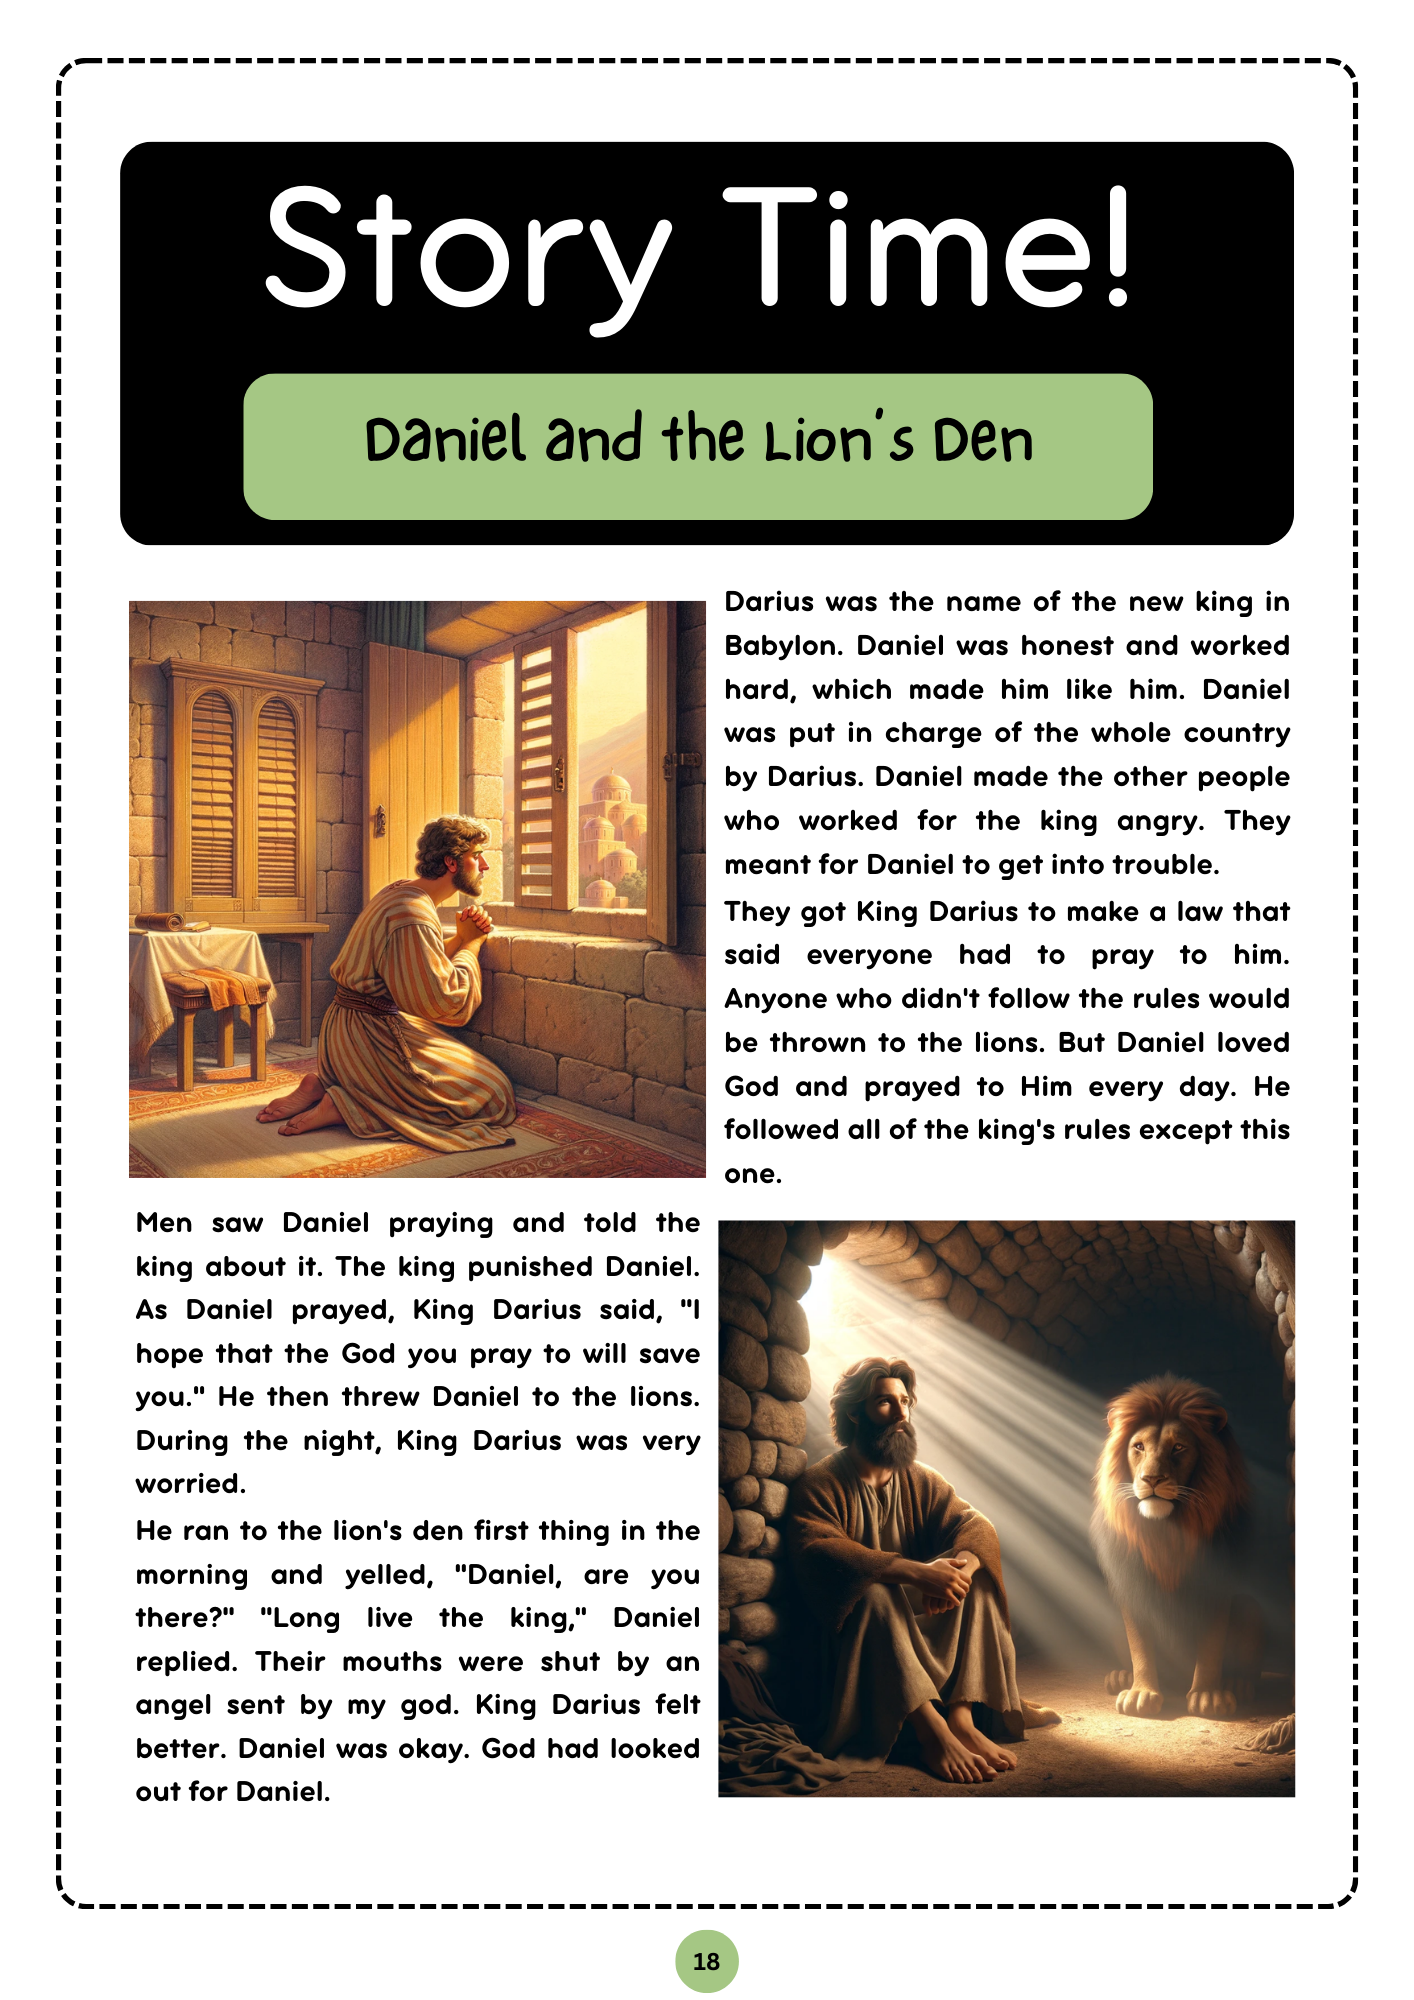 Story Time!
Daniel and the Lion's Den
Darius was the name of the new king in
Babylon. Daniel was honest and worked
hard, which made him like him. Daniel
was put in charge of the whole country
by Darius. Daniel made the other people
who worked for the king angry. They
meant for Daniel to get into trouble.
They got King Darius to make a law that
said everyone had to pray to him.
Anyone who didn't follow the rules would
be thrown to the lions. But Daniel loved
God and prayed to Him every day. He
followed all of the king's rules except this
one.
Men saw Daniel praying and told the
king about it. The king punished Daniel.
As Daniel prayed, King Darius said, "I
hope that the God you pray to will save
you." He then threw Daniel to the lions.
During the night, King Darius was very
worried.
He ran to the lion's den first thing in the
morning and yelled, "Daniel, are you
there?" "Long live the king," Daniel
replied. Their mouths were shut by an
angel sent by my god. King Darius felt
better. Daniel was okay. God had looked
out for Daniel.
18